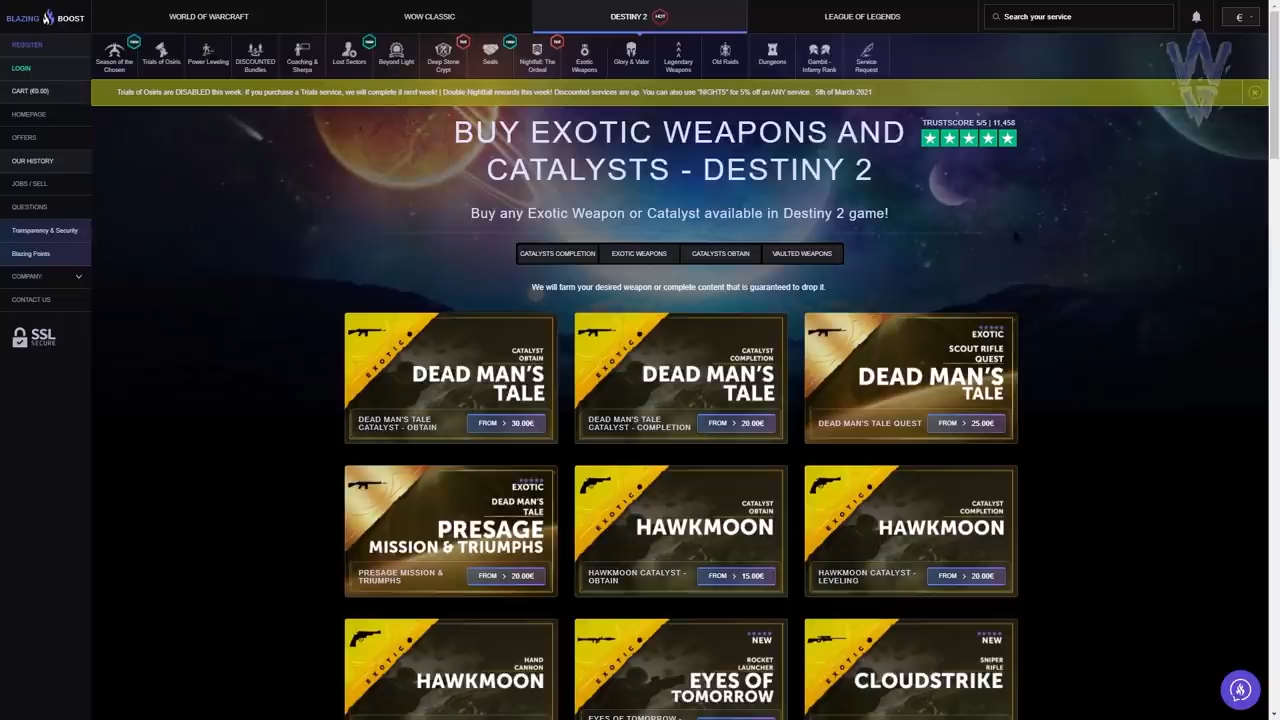 BLAZING BOOST
WORLD OF WARCRAFT
WOW CLASSIC
DESTINY 2 HOT
LEAGUE OF LEGENDS
Search your service
€
REGISTER
LOGIN
CART (€0.00)
HOMEPAGE
OFFERS
OUR HISTORY
JOBS / SELL
QUESTIONS
Transparency & Security
Blazing Points
COMPANY
CONTACT US
SSL
SECURE
new
Season of the
Chosen
Trials of Osiris
Power Leveling
DISCOUNTED
Bundles
Coaching &
Sherpa
new
Lost Sectors
Beyond Light
hot
Deep Stone
Crypt
new
Seals
hot
Nightfall: The
Ordeal
Exotic
Weapons
Glory & Valor
Legendary
Weapons
Old Raids
Dungeons
Gambit -
Infamy Rank
Service
Request
Trials of Osiris are DISABLED this week. If you purchase a Trials service, we will complete it next week! | Double Nightfall rewards this week! Discounted services are up. You can also use "NIGHT5" for 5% off on ANY service 5th of March 2021
BUY EXOTIC WEAPONS AND
CATALYSTS - DESTINY 2
TRUSTSCORE 5/5 | 11,458
Buy any Exotic Weapon or Catalyst available in Destiny 2 game!
CATALYSTS COMPLETION
EXOTIC WEAPONS
CATALYSTS OBTAIN
VAULTED WEAPONS
We will farm your desired weapon or complete content that is guaranteed to drop it.
EXOTIC
CATALYST
OBTAIN
DEAD MAN'S
TALE
DEAD MAN'S TALE
CATALYST - OBTAIN
FROM > 30.00€
EXOTIC
CATALYST
COMPLETION
DEAD MAN'S
TALE
DEAD MAN'S TALE
CATALYST - COMPLETION
FROM > 20.00€
EXOTIC
SCOUT RIFLE
QUEST
DEAD MAN'S
TALE
DEAD MAN'S TALE QUEST
FROM > 25.00€
EXOTIC
DEAD MAN'S
TALE
PRESAGE
MISSION & TRIUMPHS
PRESAGE MISSION &
TRIUMPHS
FROM > 20.00€
EXOTIC
CATALYST
OBTAIN
HAWKMOON
HAWKMOON CATALYST -
OBTAIN
FROM > 15.00€
EXOTIC
CATALYST
COMPLETION
HAWKMOON
HAWKMOON CATALYST -
LEVELING
FROM > 20.00€
EXOTIC
HAND
CANNON
HAWKMOON
EXOTIC
NEW
ROCKET
LAUNCHER
EYES OF
TOMORROW
EYES OF TOMORROW -
EXOTIC
NEW
SNIPER
RIFLE
CLOUDSTRIKE